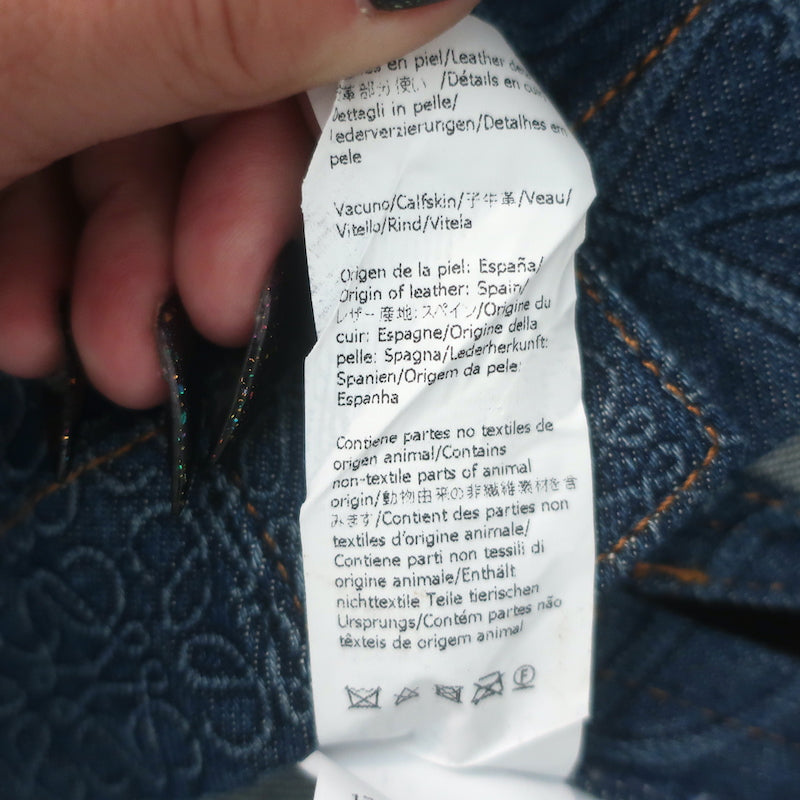 en piel/Leather
革部分使い /Détails en
Dettagli in pelle/
Lederverzierungen/Detalhes em
pele
Vacuno/Calfskin/子牛革/Veau/
Vitello/Rind/Vitela
Origen de la piel: España/
Origin of leather: Spain/
レザー産地: スペイン/Origine du
cuir: Espagne/Origine della
pelle: Spagna/Lederherkunft:
Spanien/Origem da pele:
Espanha
Contiene partes no textiles de
origen animal/Contains
non-textile parts of animal
origin/動物由来の非繊維素材を含
みます/Contient des parties non
textiles d'origine animale/
Contiene parti non tessili di
origine animale/Enthält
nichttextile Teile tierischen
Ursprungs/Contém partes não
têxteis de origem animal
F